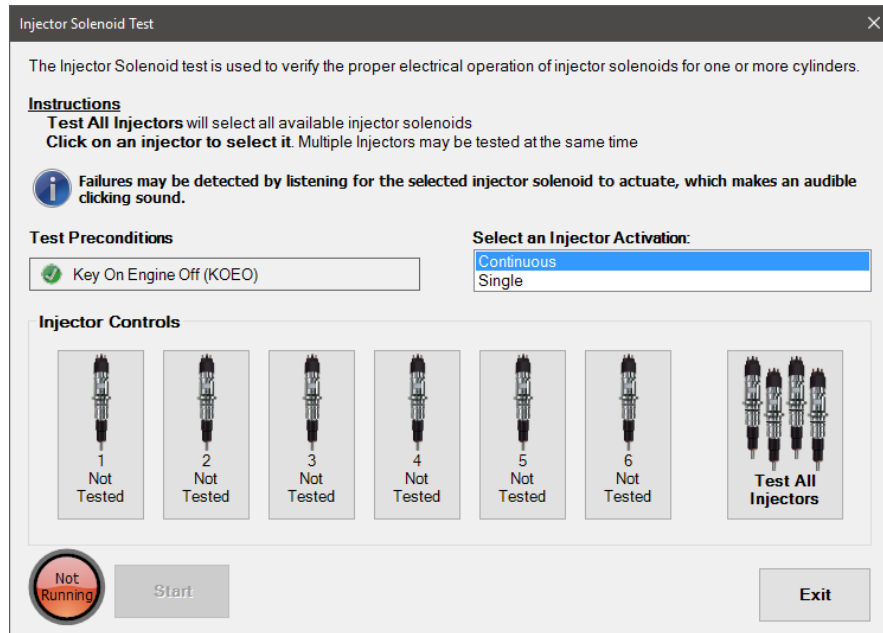 Injector Solenoid Test
The Injector Solenoid test is used to verify the proper electrical operation of injector solenoids for one or more cylinders.
Instructions
Test All Injectors will select all available injector solenoids
Click on an injector to select it. Multiple Injectors may be tested at the same time
Failures may be detected by listening for the selected injector solenoid to actuate, which makes an audible
clicking sound.
Test Preconditions
Key On Engine Off (KOEO)
Select an Injector Activation:
Continuous
Single
Injector Controls
1
Not
Tested
2
Not
Tested
3
Not
Tested
4
Not
Tested
5
Not
Tested
6
Not
Tested
Test All
Injectors
Not
Running
Start
Exit